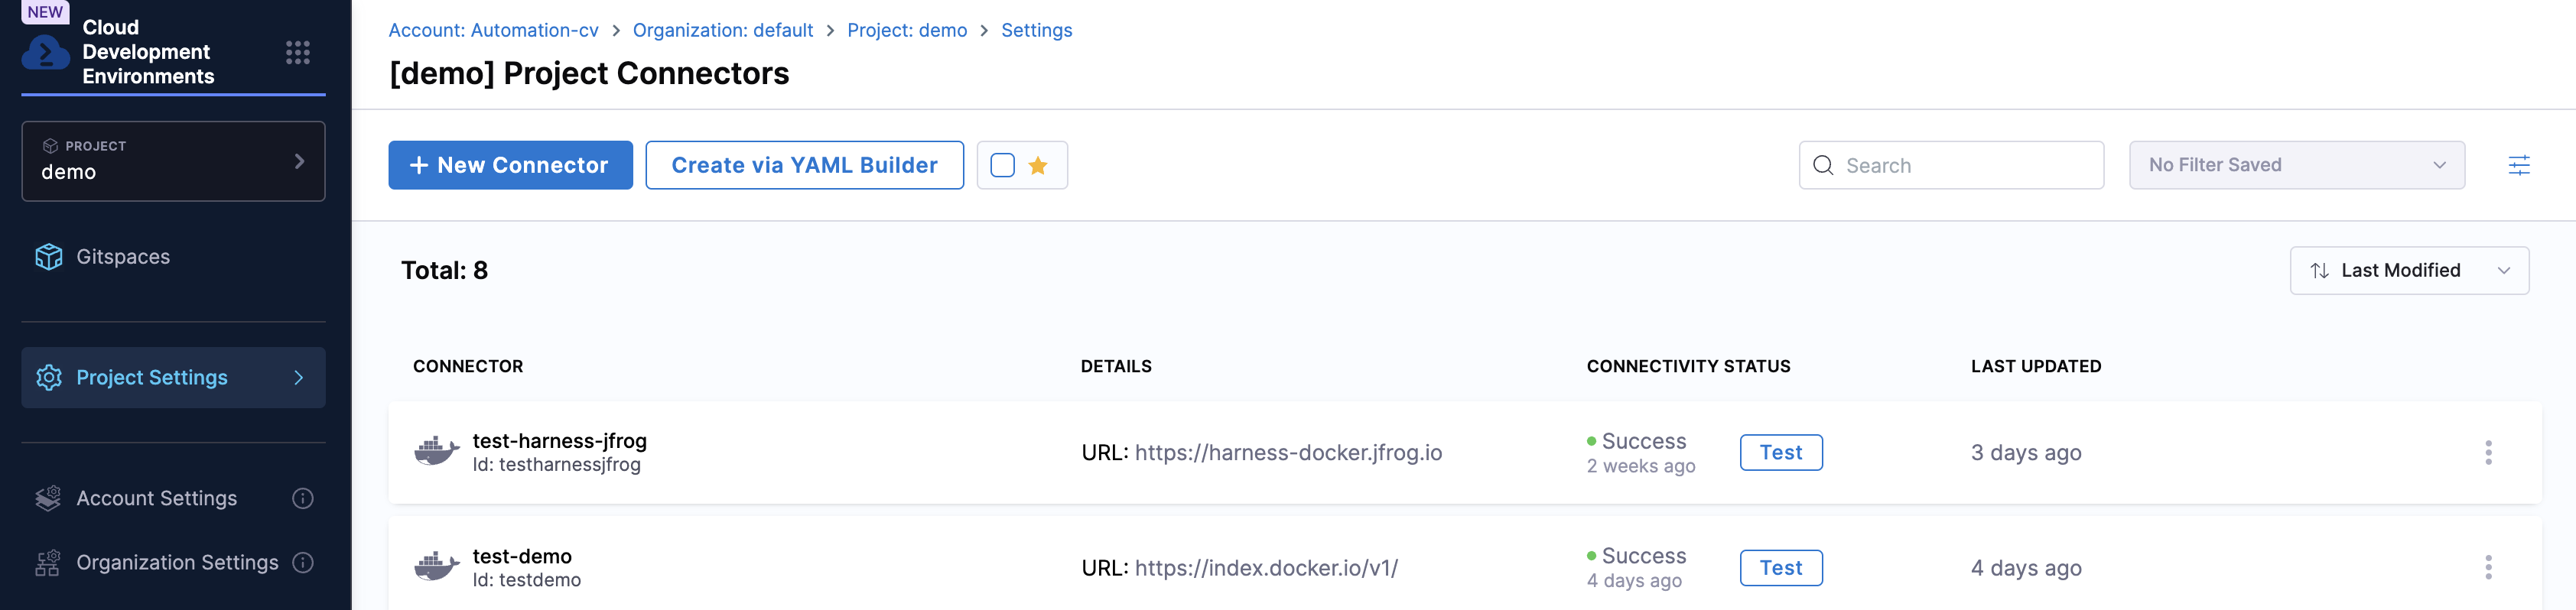 NEW
Cloud
Development
Environments
PROJECT
demo
Gitspaces
Project Settings
Account Settings
Organization Settings
Account: Automation-cv > Organization: default > Project: demo > Settings
[demo] Project Connectors
+ New Connector
Create via YAML Builder
Search
No Filter Saved
Total: 8
Last Modified
CONNECTOR DETAILS CONNECTIVITY STATUS LAST UPDATED
test-harness-jfrog
Id: testharnessjfrog
URL: https://harness-docker.jfrog.io
Success
2 weeks ago
Test
3 days ago
test-demo
Id: testdemo
URL: https://index.docker.io/v1/
Success
4 days ago
Test
4 days ago